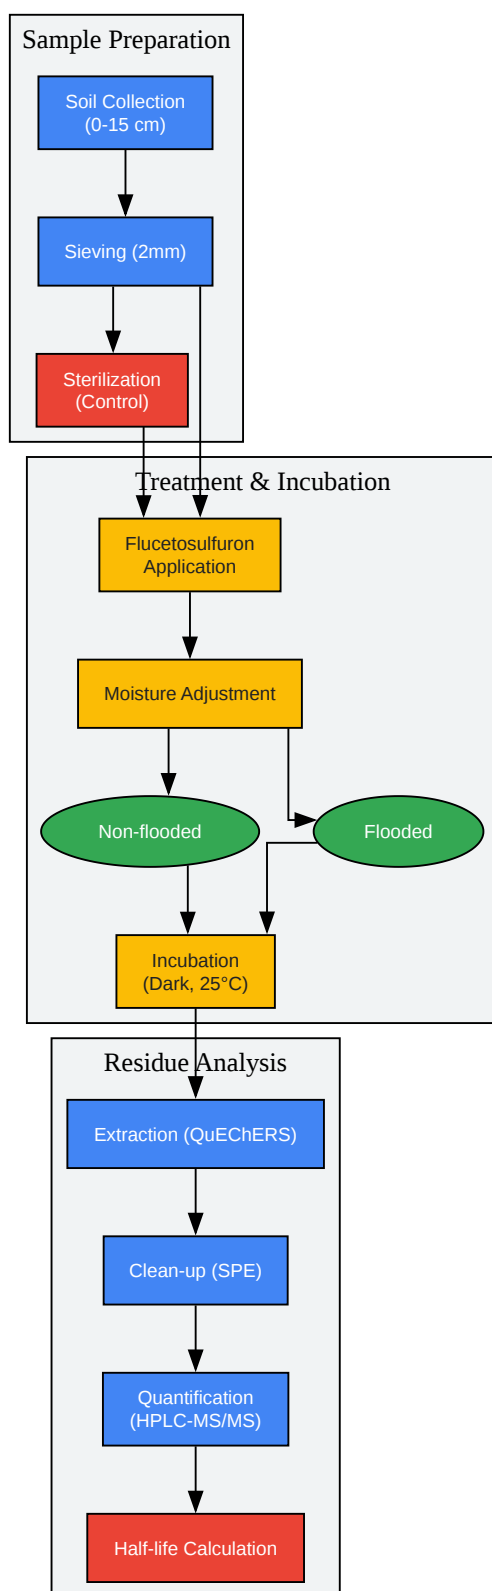 Sample Preparation
Soil Collection
(0-15 cm)
Sieving (2mm)
Sterilization
(Control)
Treatment & Incubation
Flucetosulfuron
Application
Moisture Adjustment
Non-flooded
Flooded
Incubation
(Dark, 25°C)
Residue Analysis
Extraction (QuEChERS)
Clean-up (SPE)
Quantification
(HPLC-MS/MS)
Half-life Calculation